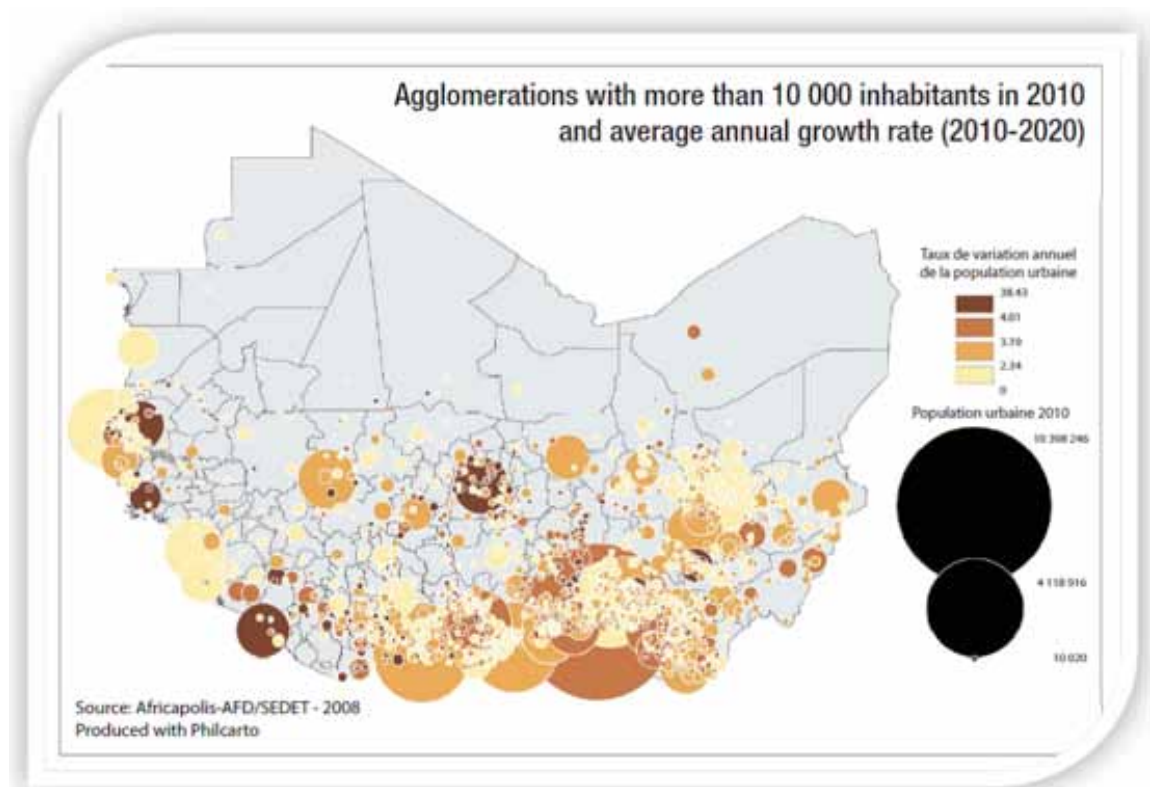 Agglomerations with more than 10 000 inhabitants in 2010
and average annual growth rate (2010-2020)
Taux de variation annuel
de la population urbaine
38.43
4.01
3.70
2.34
0
Population urbaine 2010
10 398 246
4 118 916
10 020
Source: Africapolis-AFD/SEDET - 2008
Produced with Philcarto